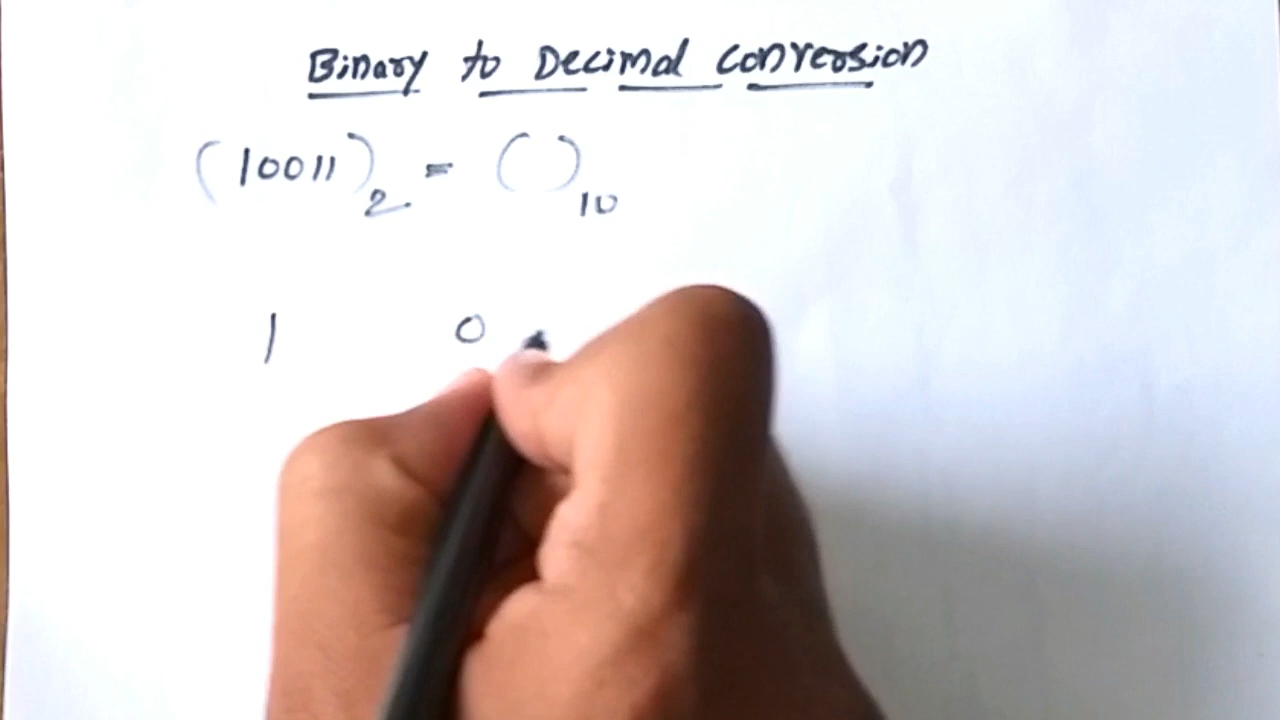 Binary to Decimal Conversion
(10011)2 = ( )10
1 0